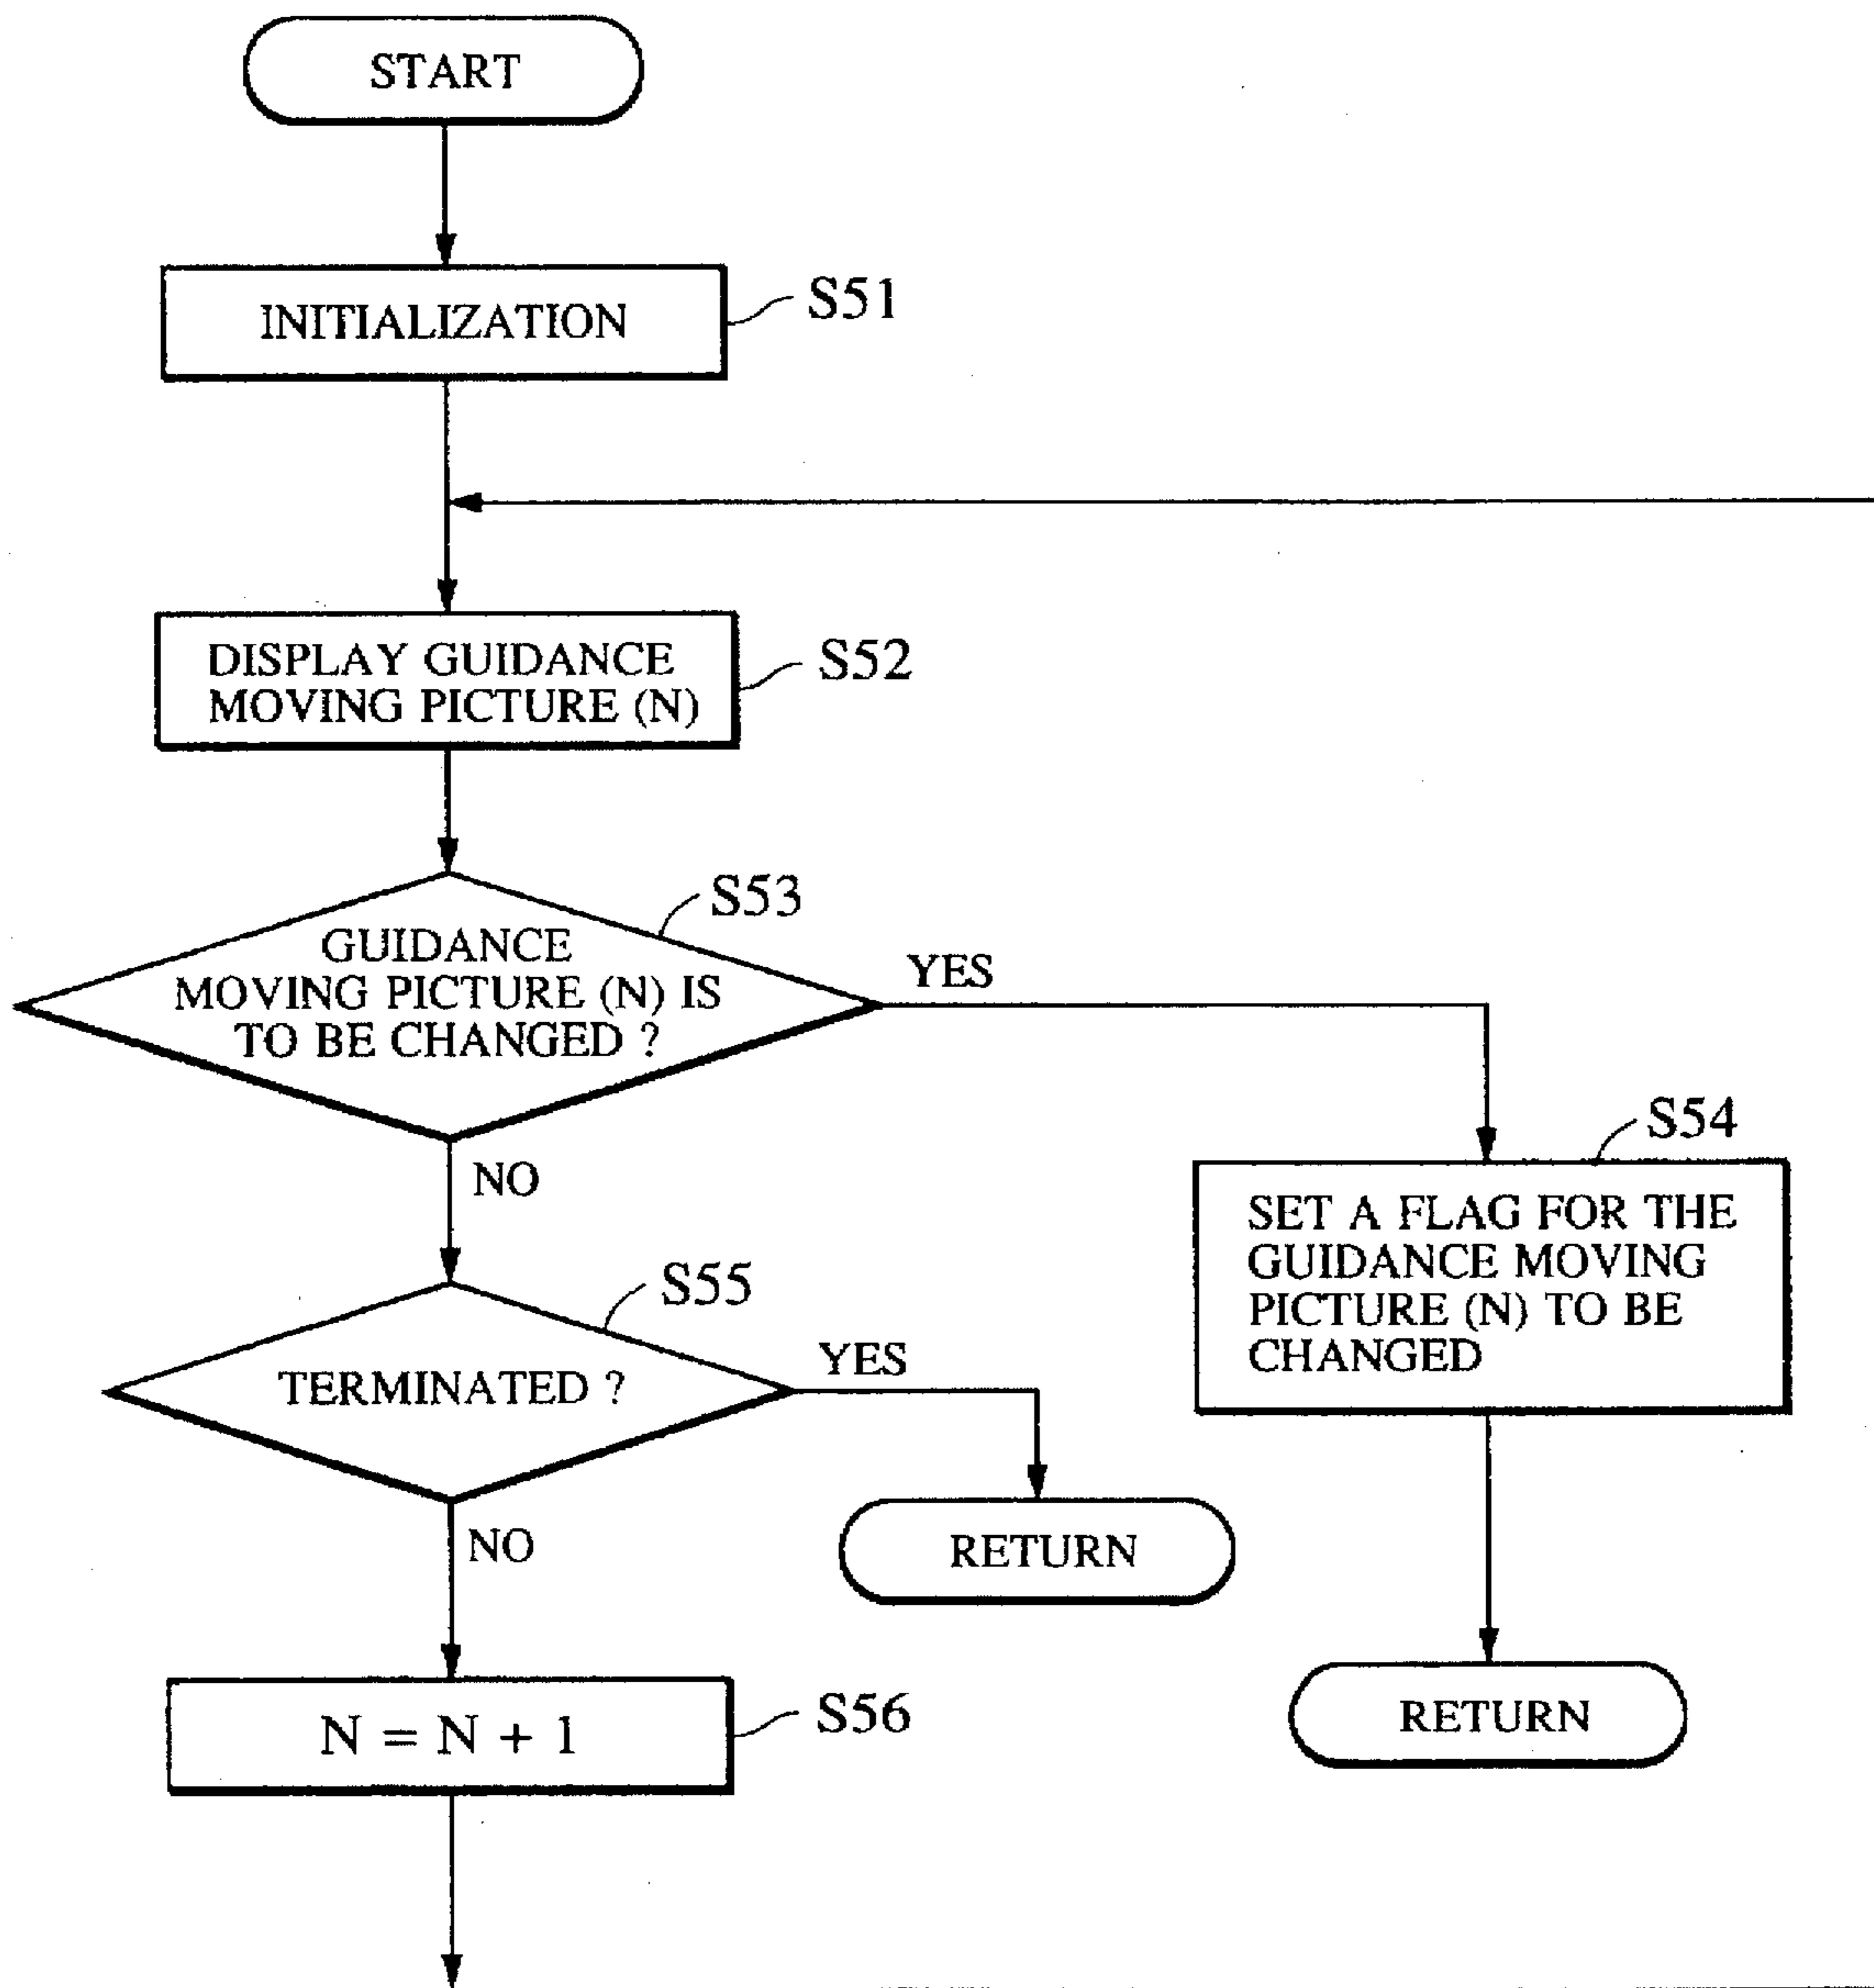 START
INITIALIZATION
S51
DISPLAY GUIDANCE
MOVING PICTURE (N)
S52
S53
GUIDANCE
MOVING PICTURE (N) IS
TO BE CHANGED ?
YES
NO
S54
SET A FLAG FOR THE
GUIDANCE MOVING
PICTURE (N) TO BE
CHANGED
S55
TERMINATED ?
YES
NO
RETURN
RETURN
N = N + 1
S56